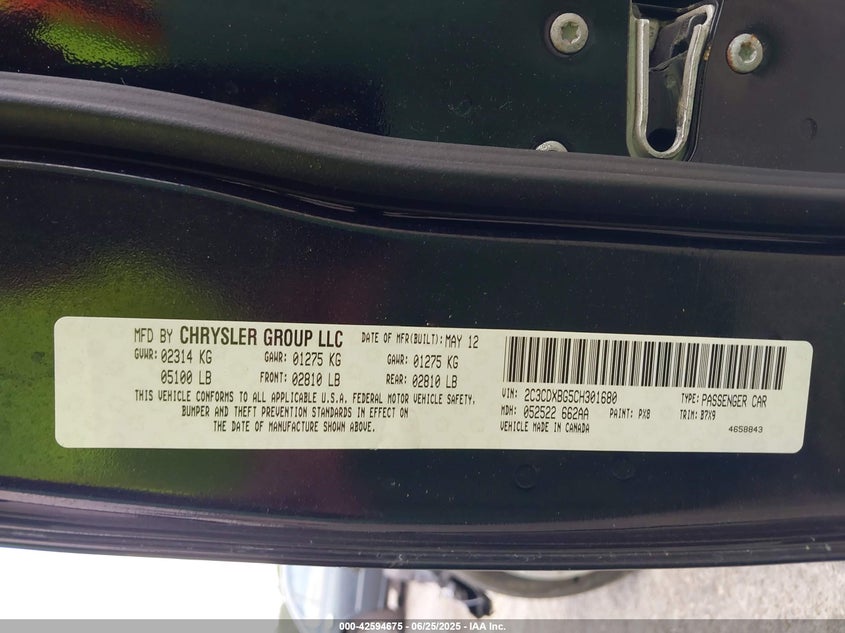 MFD BY CHRYSLER GROUP LLC DATE OF MFR(BUILT): MAY 12
GVWR: 02314 KG GAWR: 01275 KG GAWR: 01275 KG
05100 LB FRONT: 02810 LB REAR: 02810 LB
THIS VEHICLE CONFORMS TO ALL APPLICABLE U.S.A. FEDERAL MOTOR VEHICLE SAFETY,
BUMPER AND THEFT PREVENTION STANDARDS IN EFFECT ON
THE DATE OF MANUFACTURE SHOWN ABOVE.
VIN: 2C3CDXBG5CH301680 TYPE: PASSENGER CAR
MDH: 052522 662AA PAINT: PX8 TRIM: B7X9
VEHICLE MADE IN CANADA 4658843
000-42594675 - 06/25/2025 - IAA Inc.